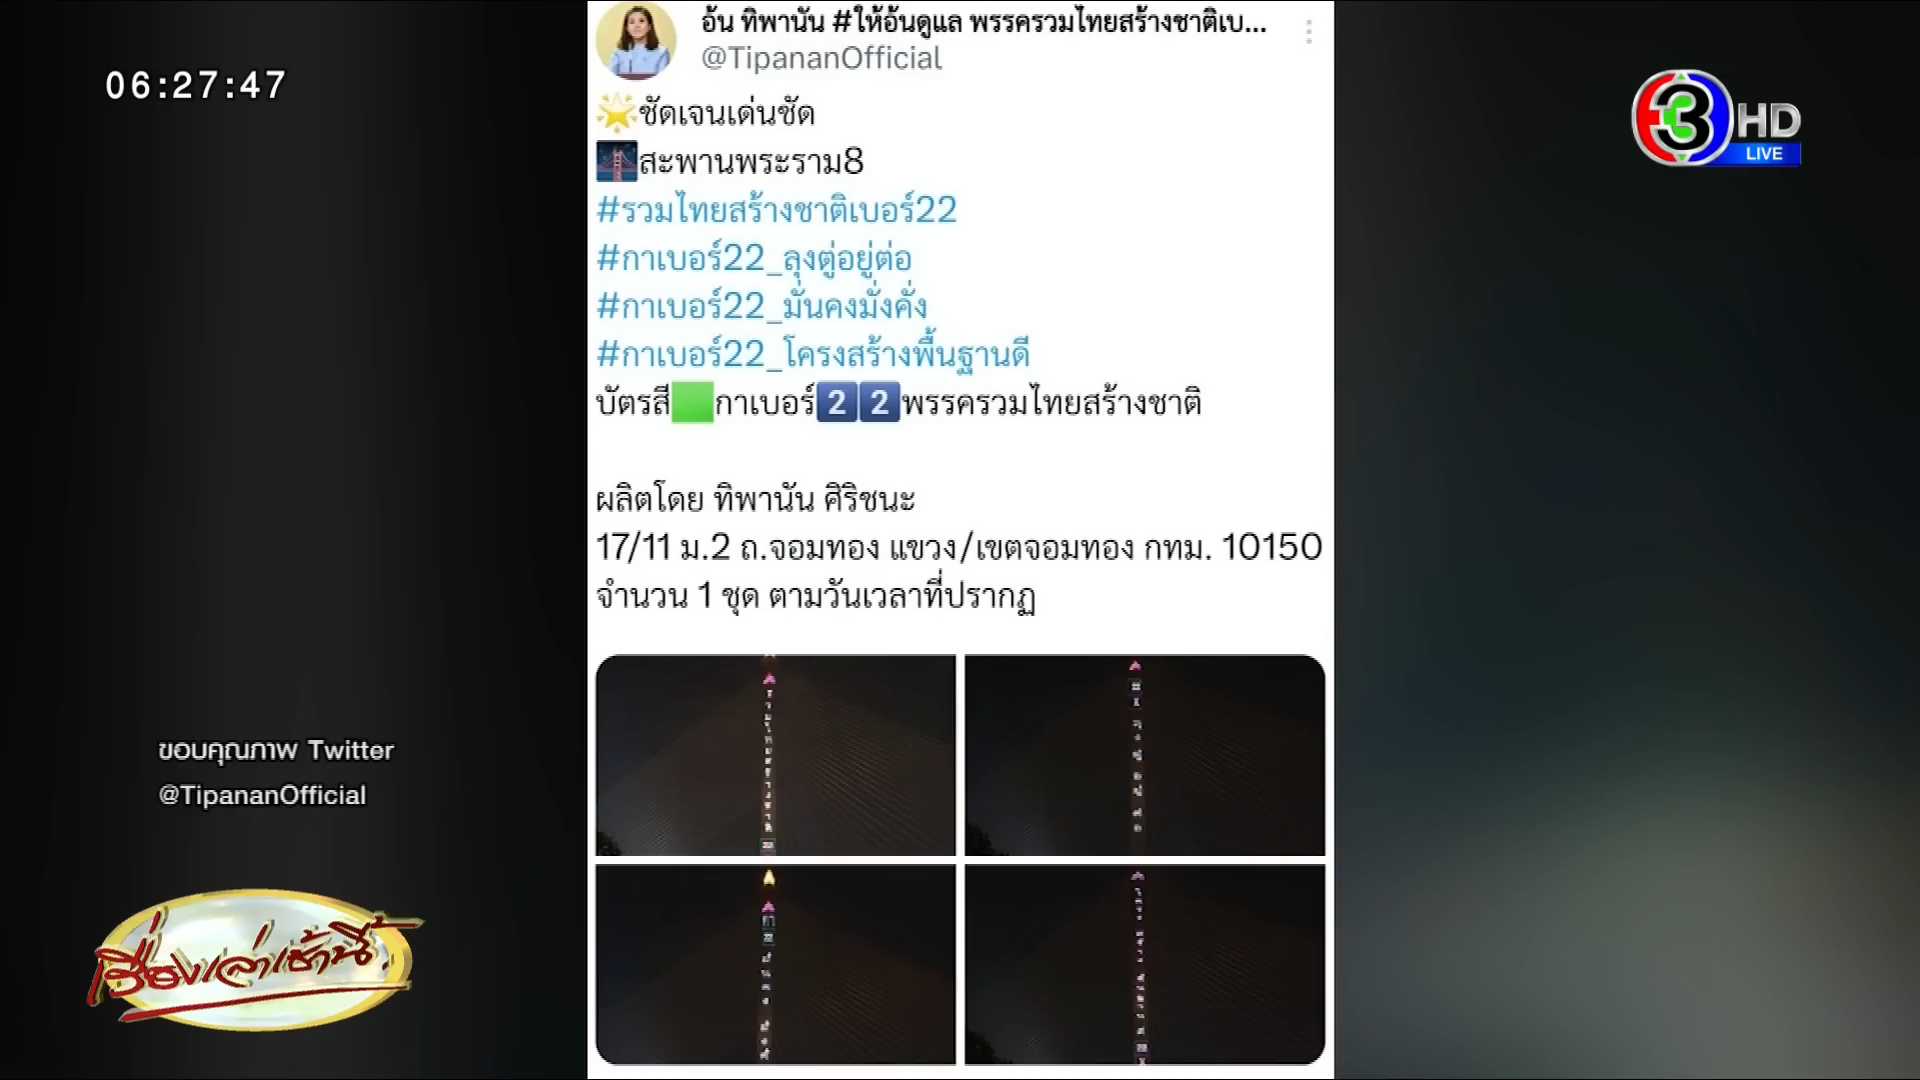 06:27:47
3 HD
LIVE
อ้น ทิพานัน #ให้อ้นดูแล พรรครวมไทยสร้างชาติเบ...
@TipananOfficial
🌟ชัดเจนเด่นชัด
🌉สะพานพระราม8
#รวมไทยสร้างชาติเบอร์22
#กาเบอร์22_ลุงตู่อยู่ต่อ
#กาเบอร์22_มั่นคงมั่งคั่ง
#กาเบอร์22_โครงสร้างพื้นฐานดี
บัตรสี🟩กาเบอร์2️⃣2️⃣พรรครวมไทยสร้างชาติ
ผลิตโดย ทิพานัน ศิริชนะ
17/11 ม.2 ถ.จอมทอง แขวง/เขตจอมทอง กทม. 10150
จำนวน 1 ชุด ตามวันเวลาที่ปรากฏ
ขอบคุณภาพ Twitter
@TipananOfficial
เรื่องเล่าเช้านี้